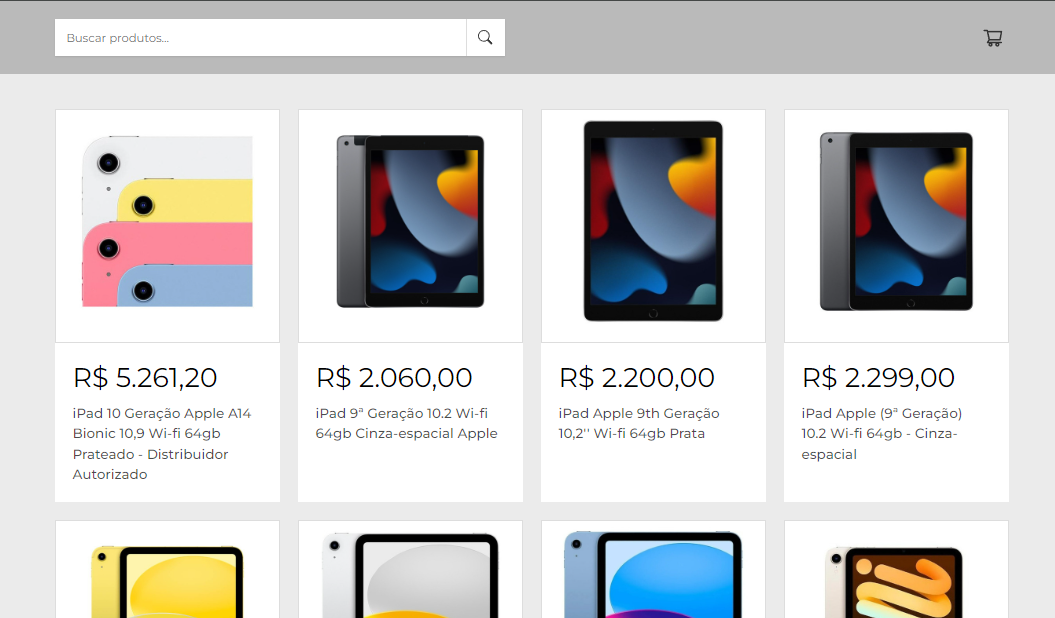 Buscar produtos...
R$ 5.261,20
iPad 10 Geração Apple A14
Bionic 10,9 Wi-fi 64gb
Prateado - Distribuidor
Autorizado
R$ 2.060,00
iPad 9ª Geração 10.2 Wi-fi
64gb Cinza-espacial Apple
R$ 2.200,00
iPad Apple 9th Geração
10,2'' Wi-fi 64gb Prata
R$ 2.299,00
iPad Apple (9ª Geração)
10.2 Wi-fi 64gb - Cinza-
espacial